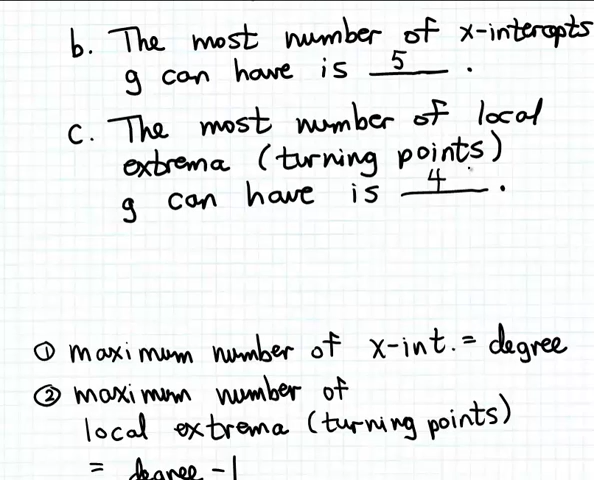 b. The most number of x-intercpts
g can have is 5.
c. The most number of local
extrema (turning points)
g can have is 4.
① maximum number of x-int. = degree
② maximum number of
local extrema (turning points)
= degree -1